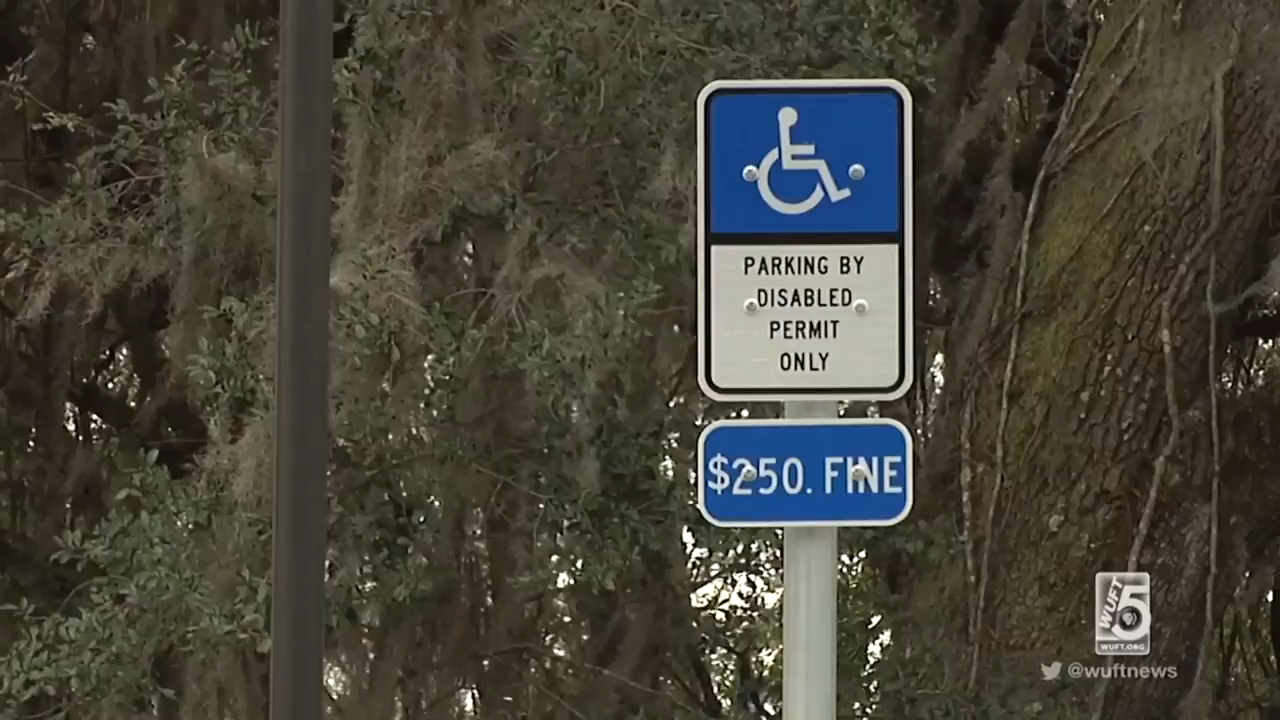 PARKING BY
DISABLED
PERMIT
ONLY
$250. FINE
WUFT 5
WUFT.ORG
@wuftnews